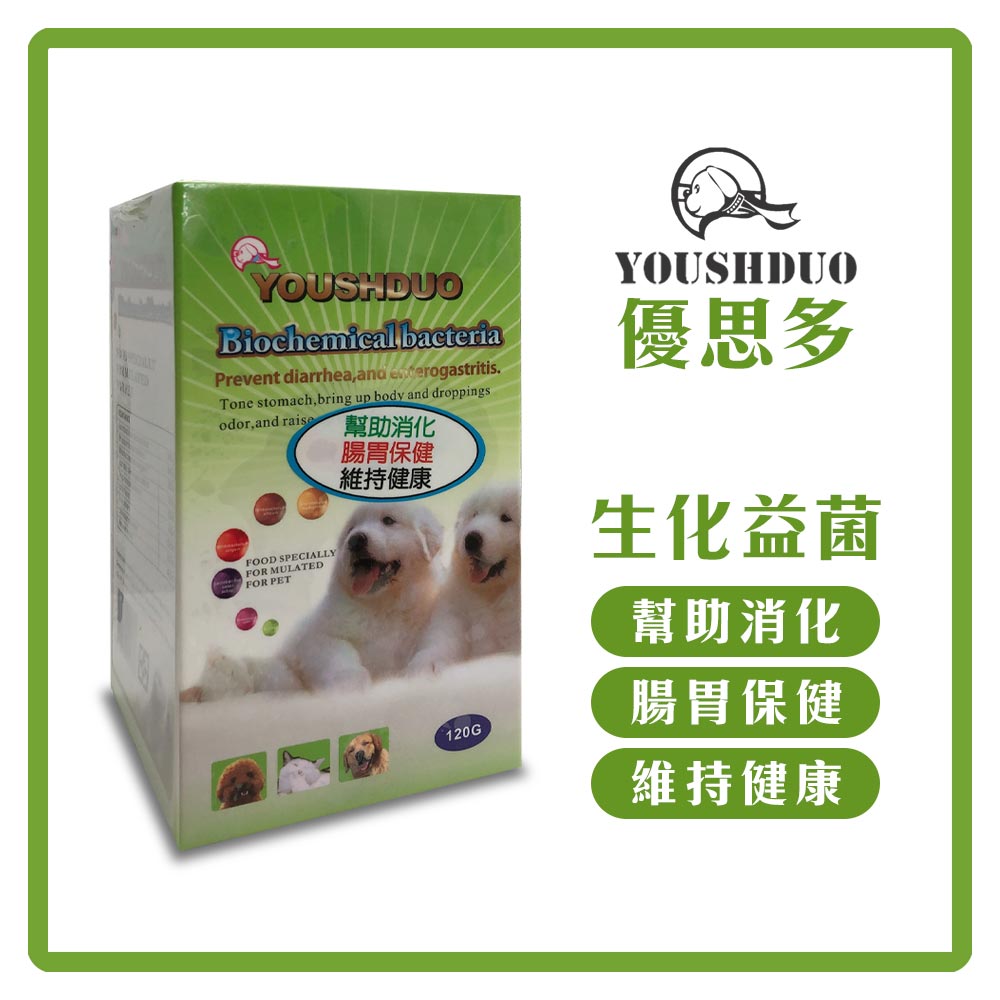 YOUSHDUO
Biochemical bacteria
Prevent diarrhea,and enterogastritis.
Tone stomach,bring up body and droppings
odor,and raise
幫助消化
腸胃保健
維持健康
FOOD SPECIALLY
FOR MULATED
FOR PET
120G
YOUSHDUO
優思多
生化益菌
幫助消化
腸胃保健
維持健康